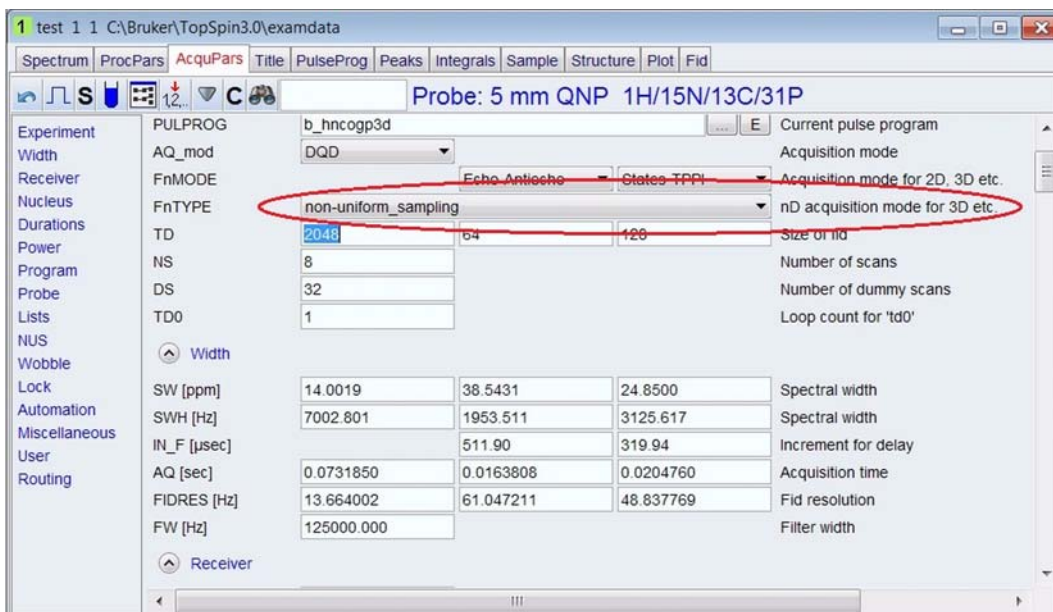 1 test 1 1 C:\Bruker\TopSpin3.0\examdata
Spectrum ProcPars AcquPars Title PulseProg Peaks Integrals Sample Structure Plot Fid
S 1,2,... C Probe: 5 mm QNP 1H/15N/13C/31P
Experiment
Width
Receiver
Nucleus
Durations
Power
Program
Probe
Lists
NUS
Wobble
Lock
Automation
Miscellaneous
User
Routing
PULPROG b_hncogp3d ... E Current pulse program
AQ_mod DQD Acquisition mode
FnMODE Echo-Antiecho States-TPPI Acquisition mode for 2D, 3D etc.
FnTYPE non-uniform_sampling nD acquisition mode for 3D etc.
TD 2048 64 128 Size of fid
NS 8 Number of scans
DS 32 Number of dummy scans
TD0 1 Loop count for 'td0'
Width
SW [ppm] 14.0019 38.5431 24.8500 Spectral width
SWH [Hz] 7002.801 1953.511 3125.617 Spectral width
IN_F [µsec] 511.90 319.94 Increment for delay
AQ [sec] 0.0731850 0.0163808 0.0204760 Acquisition time
FIDRES [Hz] 13.664002 61.047211 48.837769 Fid resolution
FW [Hz] 125000.000 Filter width
Receiver